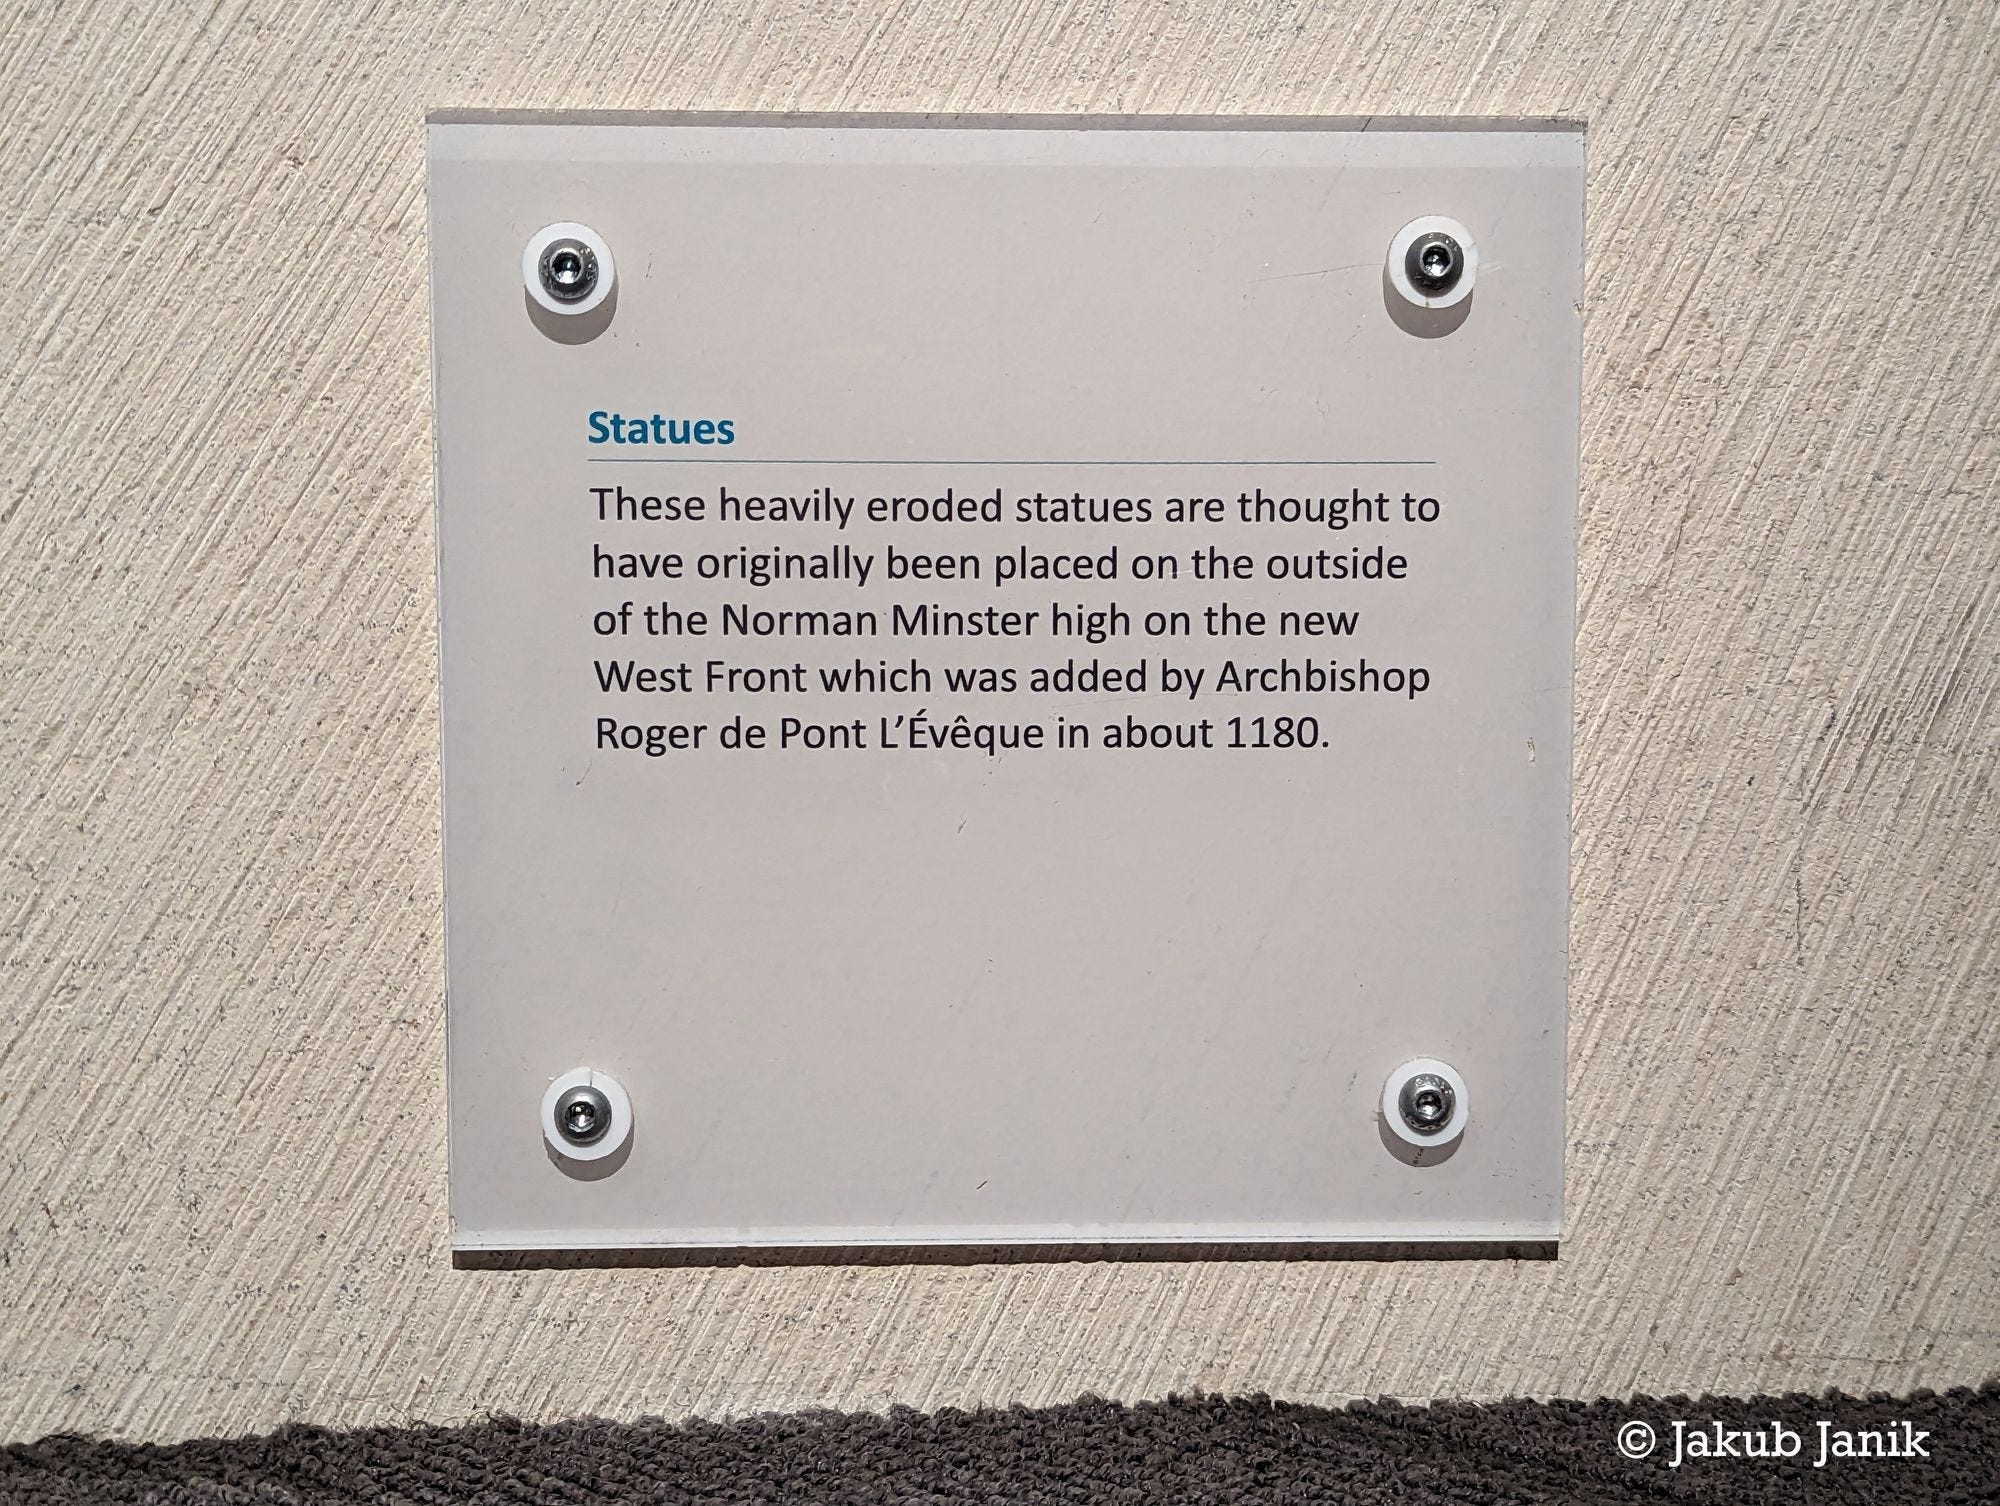 Statues
These heavily eroded statues are thought to
have originally been placed on the outside
of the Norman Minster high on the new
West Front which was added by Archbishop
Roger de Pont L’Évêque in about 1180.
© Jakub Janik